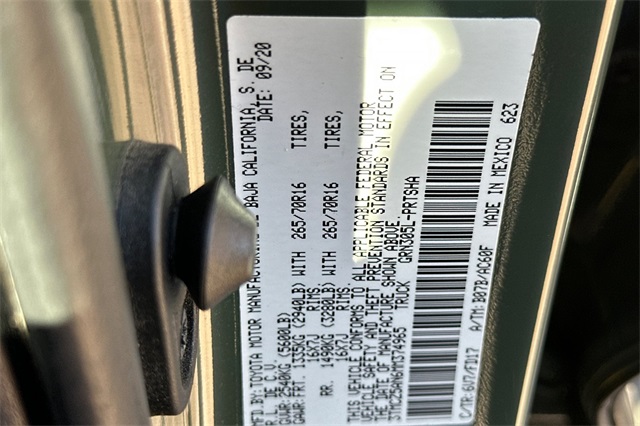 MFD. BY: TOYOTA MOTOR MANUFACTURING DE BAJA CALIFORNIA, S. DE
R.L. DE C.V. DATE: 09/20
GVWR: 2540KG (5600LB)
GAWR: FRT. 1335KG (2940LB) WITH 265/70R16 TIRES,
16X7J RIMS,
RR. 1490KG (3280LB) WITH 265/70R16 TIRES,
16X7J RIMS.
THIS VEHICLE CONFORMS TO ALL APPLICABLE FEDERAL MOTOR
VEHICLE SAFETY AND THEFT PREVENTION STANDARDS IN EFFECT ON
THE DATE OF MANUFACTURE SHOWN ABOVE.
TRUCK GRN305L-PRTSHA
C/TR: A/TM: B07B/AC60F MADE IN MEXICO 623